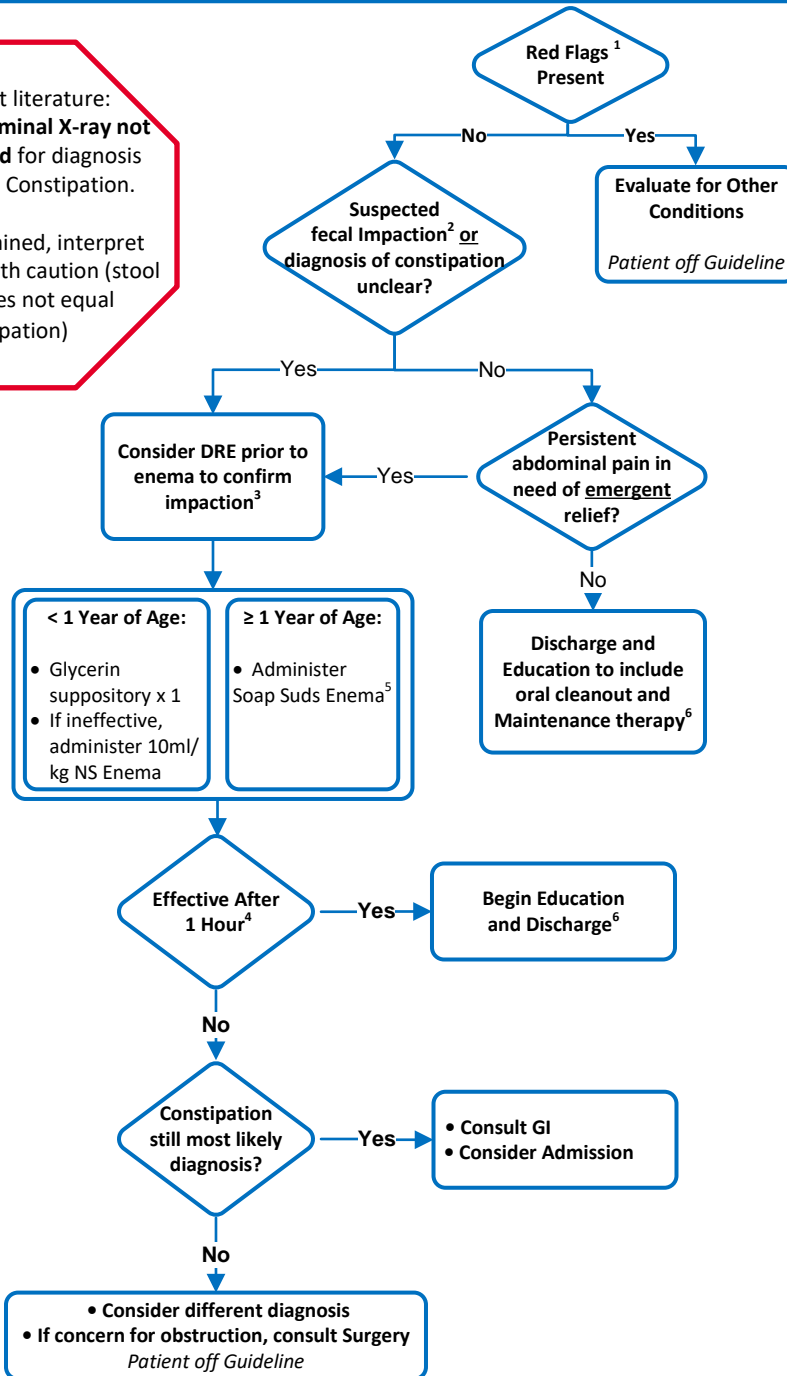 Red Flags 1
Present
t literature:
minal X-ray not
d for diagnosis
Constipation.
ined, interpret
th caution (stool
es not equal
pation)
No
Yes
Evaluate for Other
Conditions
Patient off Guideline
Suspected
fecal Impaction2 or
diagnosis of constipation
unclear?
Yes
No
Consider DRE prior to
enema to confirm
impaction3
Yes
Persistent
abdominal pain in
need of emergent
relief?
No
< 1 Year of Age:
• Glycerin
suppository x 1
• If ineffective,
administer 10ml/
kg NS Enema
≥ 1 Year of Age:
• Administer
Soap Suds Enema5
Discharge and
Education to include
oral cleanout and
Maintenance therapy6
Effective After
1 Hour4
Yes
Begin Education
and Discharge6
No
Constipation
still most likely
diagnosis?
Yes
• Consult GI
• Consider Admission
No
• Consider different diagnosis
• If concern for obstruction, consult Surgery
Patient off Guideline